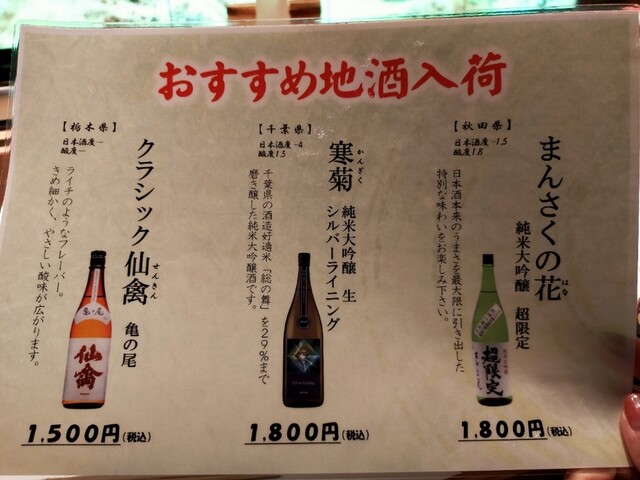 おすすめ地酒入荷
【秋田県】
日本酒度 -1.5
酸度1.8
まんさくの花
はな
純米大吟醸 超限定
日本酒本来のうまさを最大限に引き出した
特別な味わいをお楽しみ下さい。
超限定
1,800円(税込)
【千葉県】
日本酒度 -4
酸度1.5
寒菊
かんぎく
純米大吟醸 生
シルバーライニング
千葉県の酒造好適米「総の舞」を29%まで
磨き醸した純米大吟醸酒です。
1,800円(税込)
【栃木県】
日本酒度 ー
酸度 ー
クラシック仙禽
せんきん
亀の尾
ライチのようなフレーバー。
きめ細かく、やさしい酸味が広がります。
亀ノ尾
仙禽
1,500円(税込)